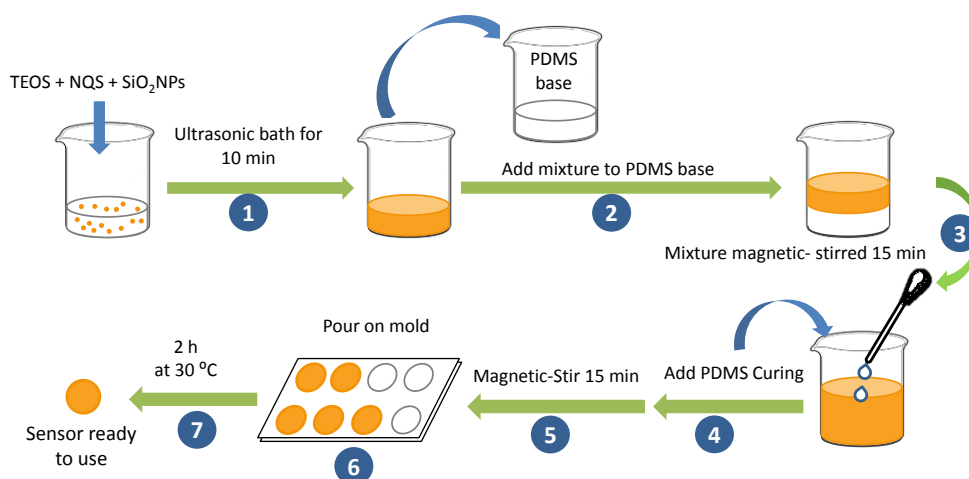 TEOS + NQS + SiO₂NPs
Ultrasonic bath for
10 min
1
PDMS
base
Add mixture to PDMS base
2
3
Mixture magnetic- stirred 15 min
Add PDMS Curing
4
Magnetic-Stir 15 min
5
Pour on mold
6
2 h
at 30 ⁰C
7
Sensor ready
to use